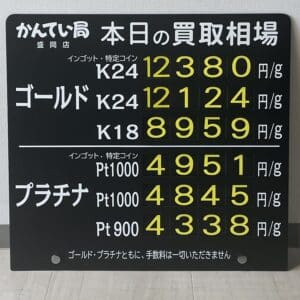 かんてい局
盛岡店
本日の買取相場
インゴット・特定コイン
K24 12380 円/g
ゴールド K24 12124 円/g
K18 8959 円/g
インゴット・特定コイン
Pt1000 4951 円/g
プラチナ Pt1000 4845 円/g
Pt900 4338 円/g
ゴールド・プラチナともに、手数料は一切いただきません